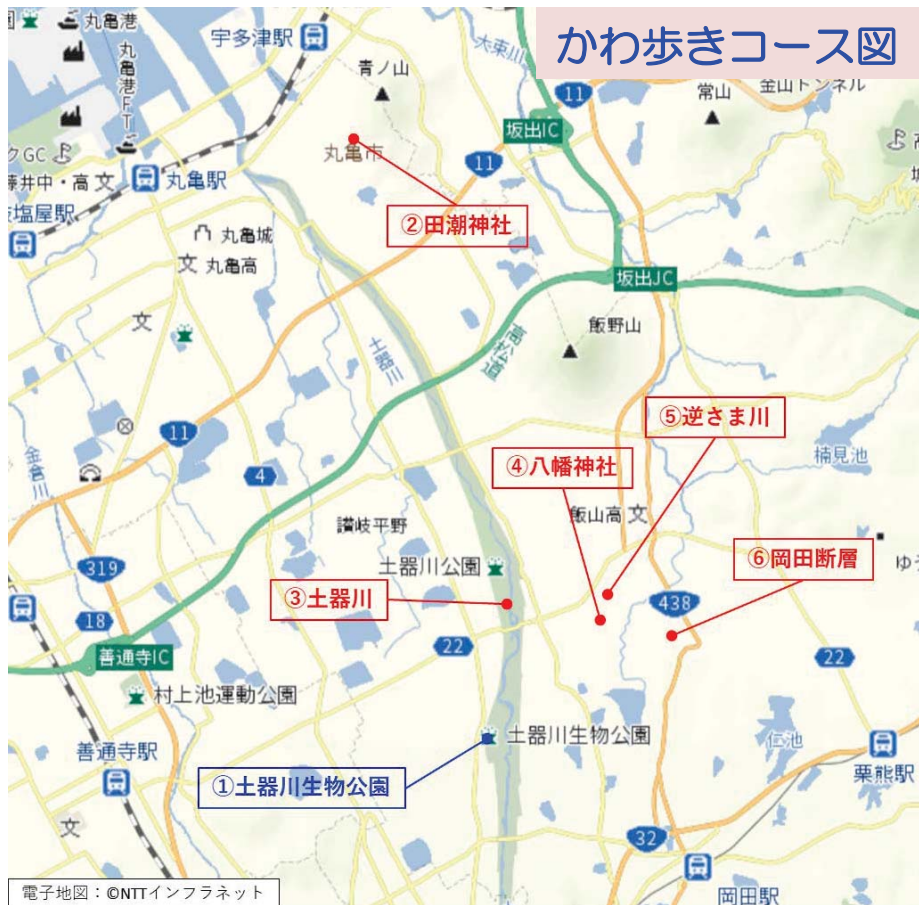 かわ歩きコース図
丸亀港
宇多津駅
大束川
丸亀港FT
青ノ山
11
常山
金山トンネル
坂出IC
クGC
丸亀市
11
藤井中・高
丸亀駅
塩屋駅
②田潮神社
丸亀城
丸亀高
坂出JC
飯野山
高松道
土器川
⑤逆さま川
11
金倉川
④八幡神社
楠見池
4
飯山高
讃岐平野
⑥岡田断層
土器川公園
319
ゆう
③土器川
438
18
22
22
善通寺IC
村上池運動公園
土器川生物公園
仁池
善通寺駅
栗熊駅
①土器川生物公園
32
電子地図：©NTTインフラネット
岡田駅